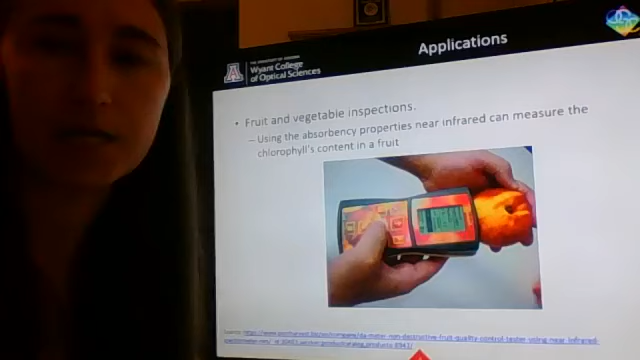 Applications
THE UNIVERSITY OF ARIZONA
Wyant College
of Optical Sciences
• Fruit and vegetable inspections.
– Using the absorbency properties near infrared can measure the
chlorophyll's content in a fruit
Source: